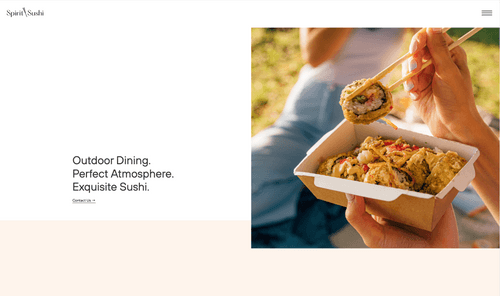 Spirit Sushi
Outdoor Dining.
Perfect Atmosphere.
Exquisite Sushi.
Contact Us →